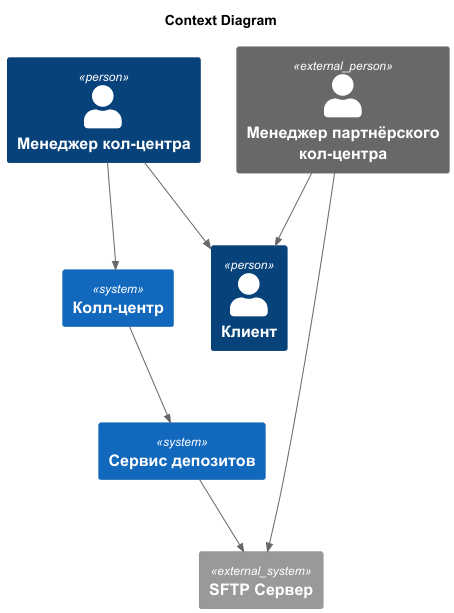 Context Diagram
«person»
Менеджер кол-центра
«external_person»
Менеджер партнёрского
кол-центра
«person»
Клиент
«system»
Колл-центр
«system»
Сервис депозитов
«external_system»
SFTP Сервер